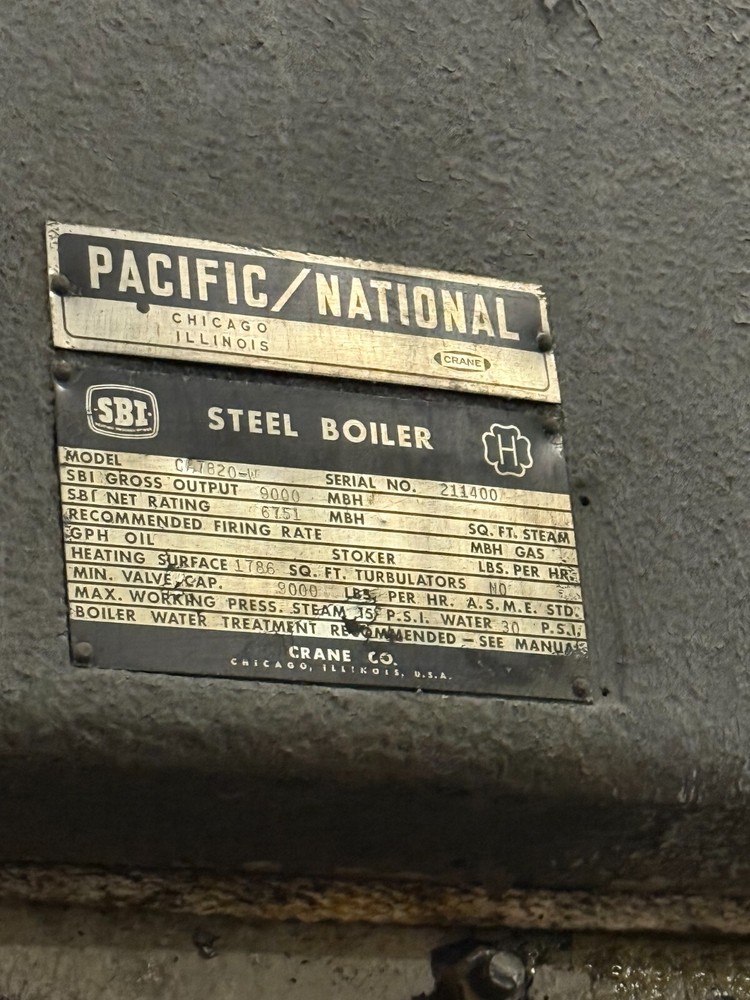 PACIFIC/NATIONAL
CHICAGO
ILLINOIS
CRANE
SBI
STEEL BOILER
H
MODEL SERIAL NO. 211400
SBI GROSS OUTPUT 9000 MBH
SBI NET RATING 6751 MBH SQ. FT. STEAM
RECOMMENDED FIRING RATE MBH GAS
GPH OIL STOKER LBS. PER HR.
HEATING SURFACE 1786 SQ. FT. TURBULATORS NO
MIN. VALVE CAP. 9000 LBS. PER HR. A.S.M.E. STD.
MAX. WORKING PRESS. STEAM 15 P.S.I. WATER 30 P.S.I.
BOILER WATER TREATMENT RECOMMENDED — SEE MANUAL
CRANE CO.
CHICAGO, ILLINOIS, U.S.A.